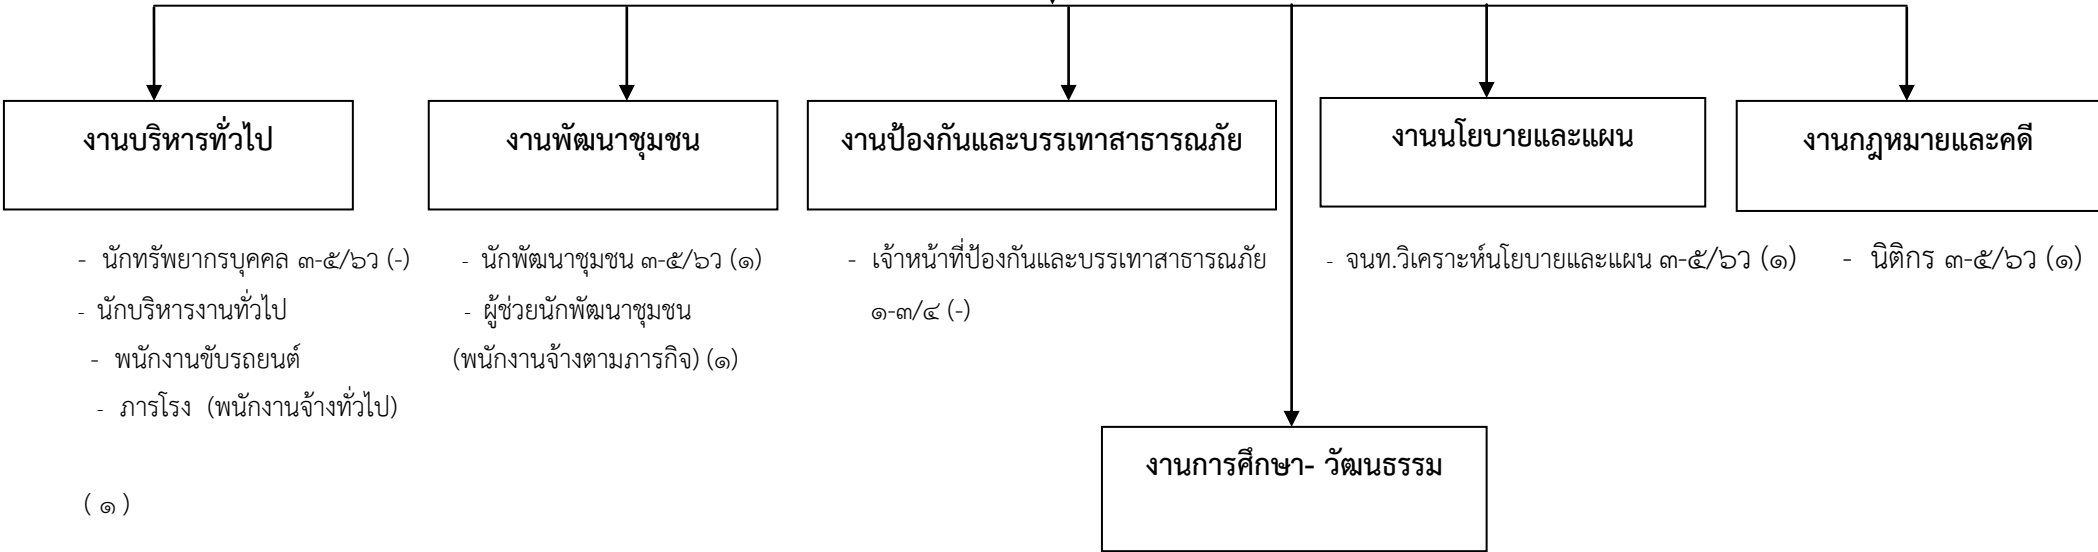 งานบริหารทั่วไป
งานพัฒนาชุมชน
งานป้องกันและบรรเทาสาธารณภัย
งานนโยบายและแผน
งานกฎหมายและคดี
- นักทรัพยากรบุคคล ๓-๕/๖ว (-)
- นักบริหารงานทั่วไป
- พนักงานขับรถยนต์
- ภารโรง (พนักงานจ้างทั่วไป)
( ๑ )
- นักพัฒนาชุมชน ๓-๕/๖ว (๑)
- ผู้ช่วยนักพัฒนาชุมชน
(พนักงานจ้างตามภารกิจ) (๑)
- เจ้าหน้าที่ป้องกันและบรรเทาสาธารณภัย
๑-๓/๔ (-)
- จนท.วิเคราะห์นโยบายและแผน ๓-๕/๖ว (๑)
- นิติกร ๓-๕/๖ว (๑)
งานการศึกษา- วัฒนธรรม